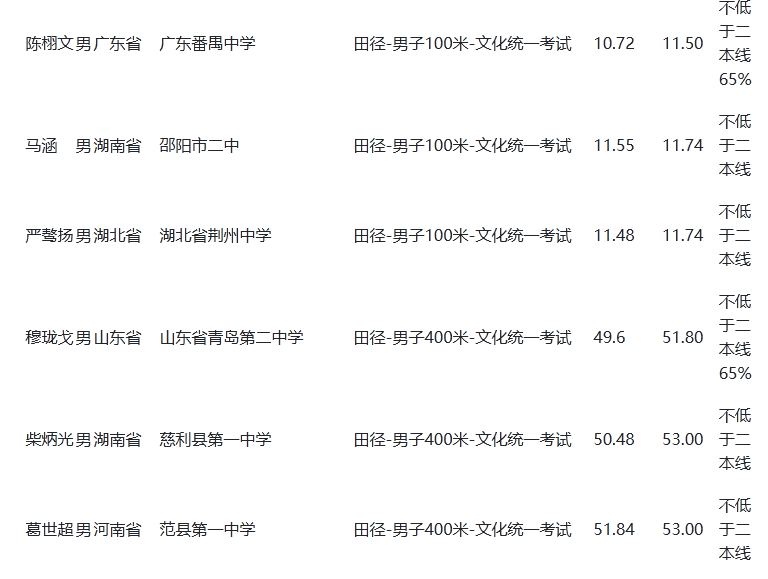 不低
陈栩文 男 广东省 广东番禺中学 田径-男子100米-文化统一考试 10.72 11.50 于二
本线
65%
不低
马涵 男 湖南省 邵阳市二中 田径-男子100米-文化统一考试 11.55 11.74 于二
本线
不低
严骜扬 男 湖北省 湖北省荆州中学 田径-男子100米-文化统一考试 11.48 11.74 于二
本线
不低
穆珑戈 男 山东省 山东省青岛第二中学 田径-男子400米-文化统一考试 49.6 51.80 于二
本线
65%
不低
柴炳光 男 湖南省 慈利县第一中学 田径-男子400米-文化统一考试 50.48 53.00 于二
本线
不低
葛世超 男 河南省 范县第一中学 田径-男子400米-文化统一考试 51.84 53.00 于二
本线